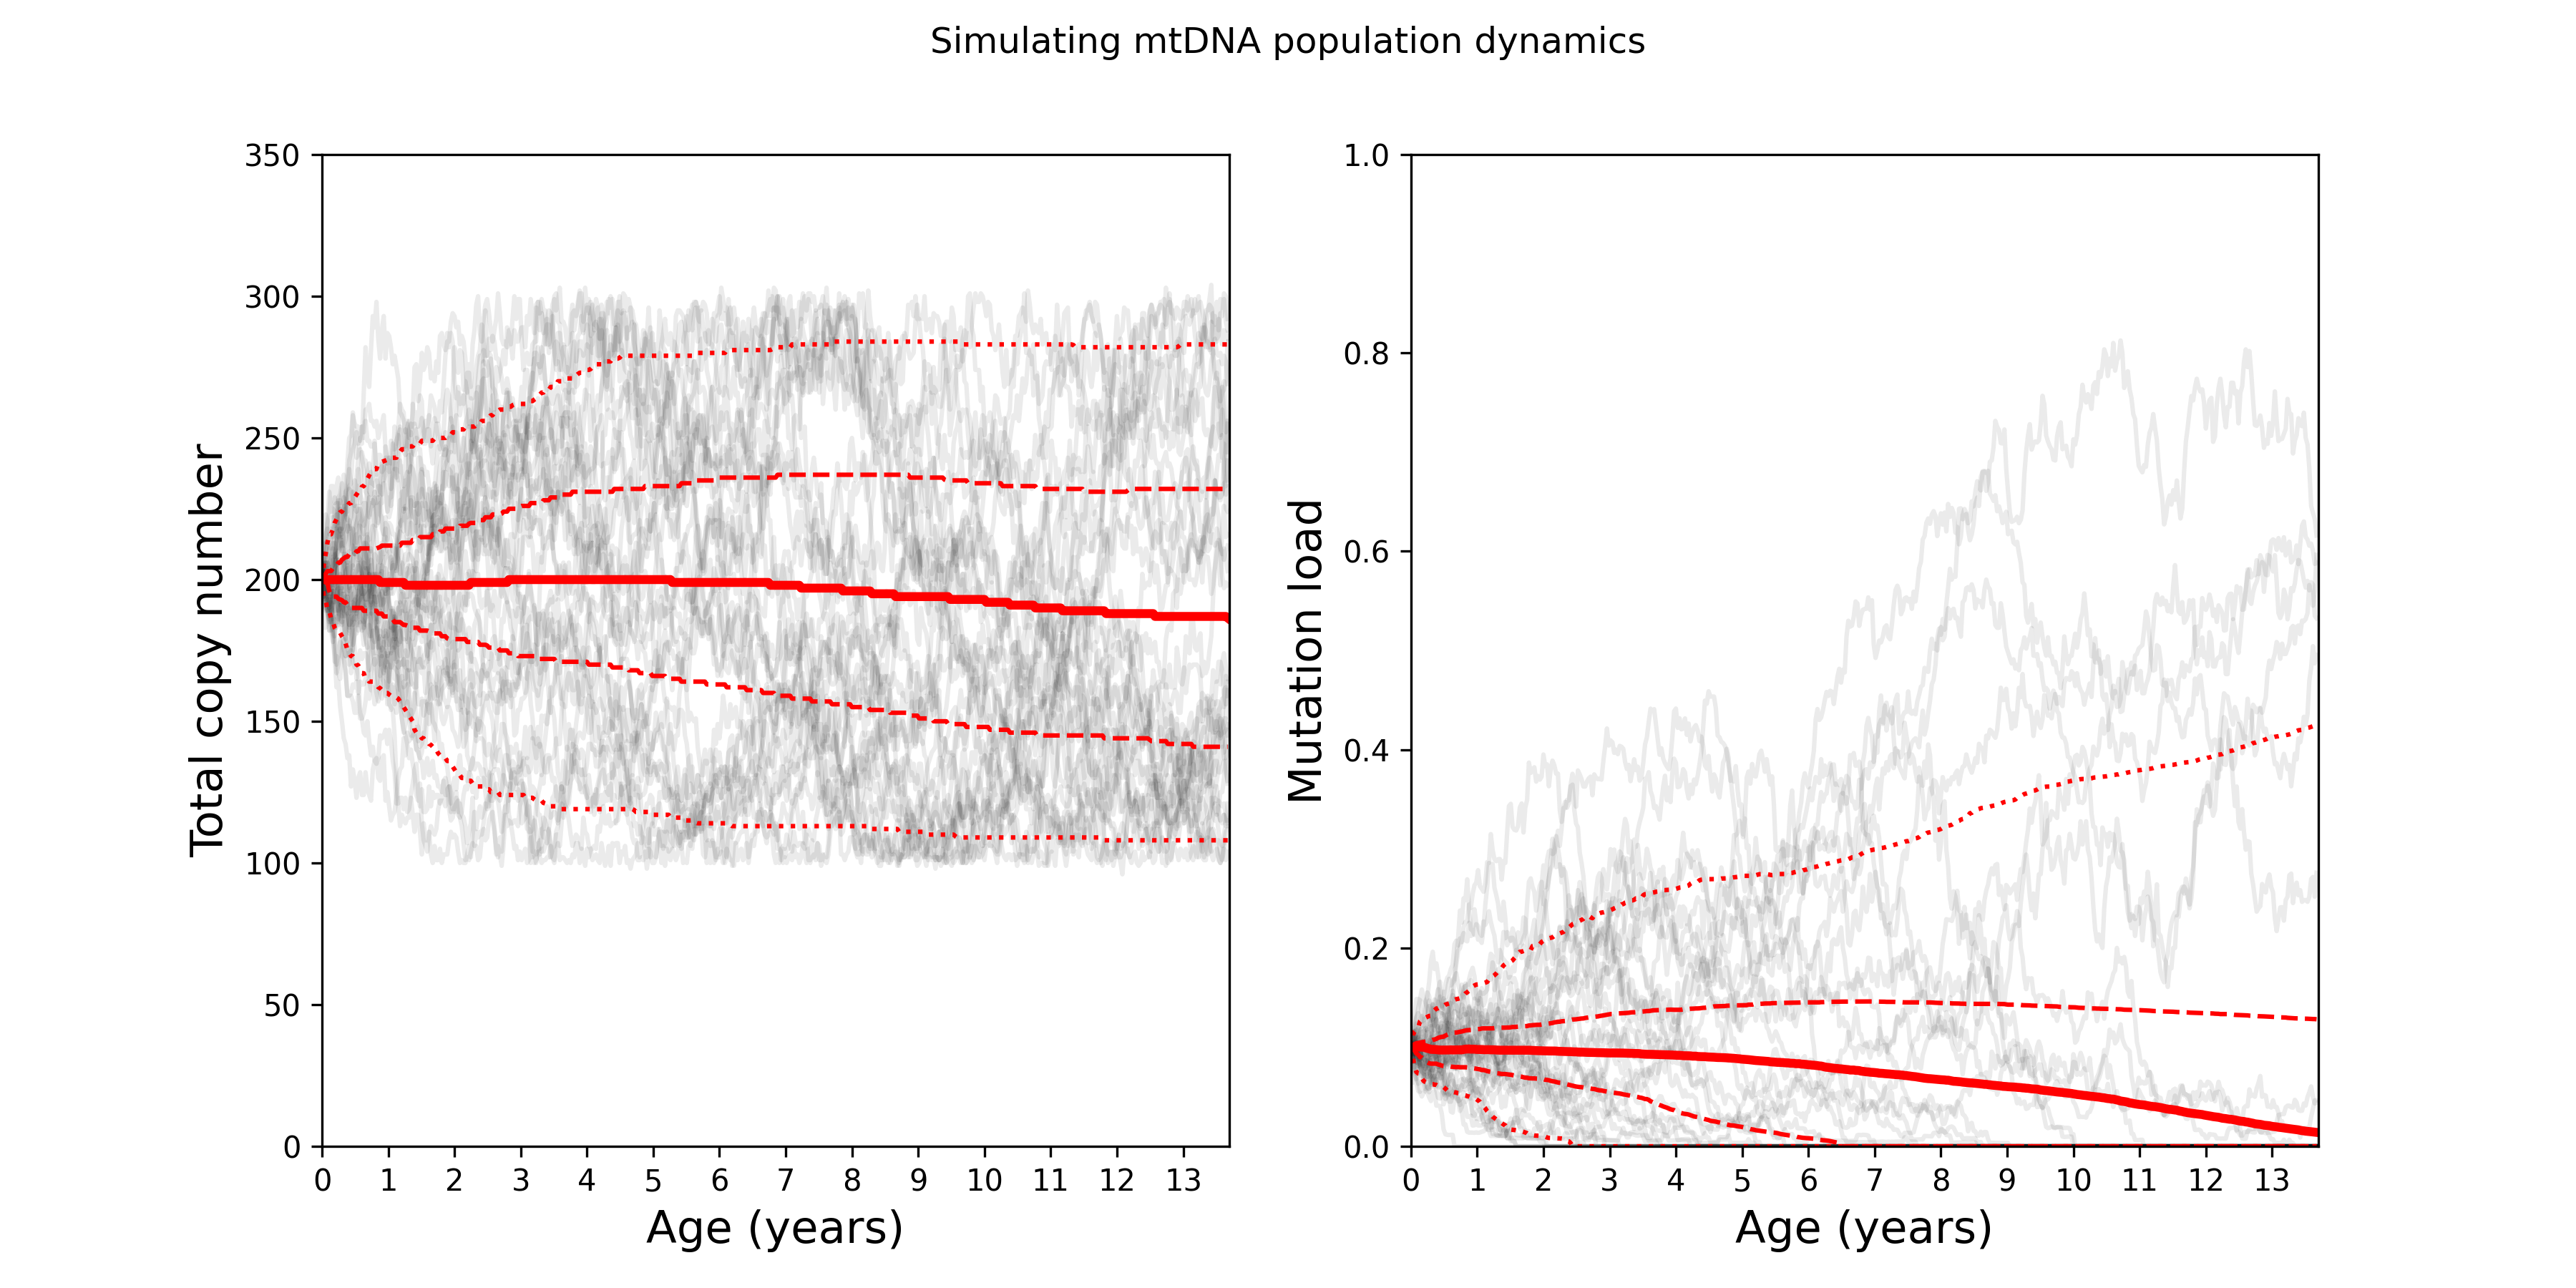 Simulating mtDNA population dynamics
Total copy number
350
300
250
200
150
100
50
0
0 1 2 3 4 5 6 7 8 9 10 11 12 13
Age (years)
Mutation load
1.0
0.8
0.6
0.4
0.2
0.0
0 1 2 3 4 5 6 7 8 9 10 11 12 13
Age (years)